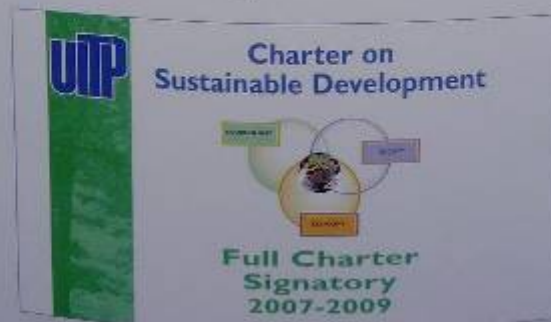 UITP
Charter on
Sustainable Development
Full Charter
Signatory
2007-2009